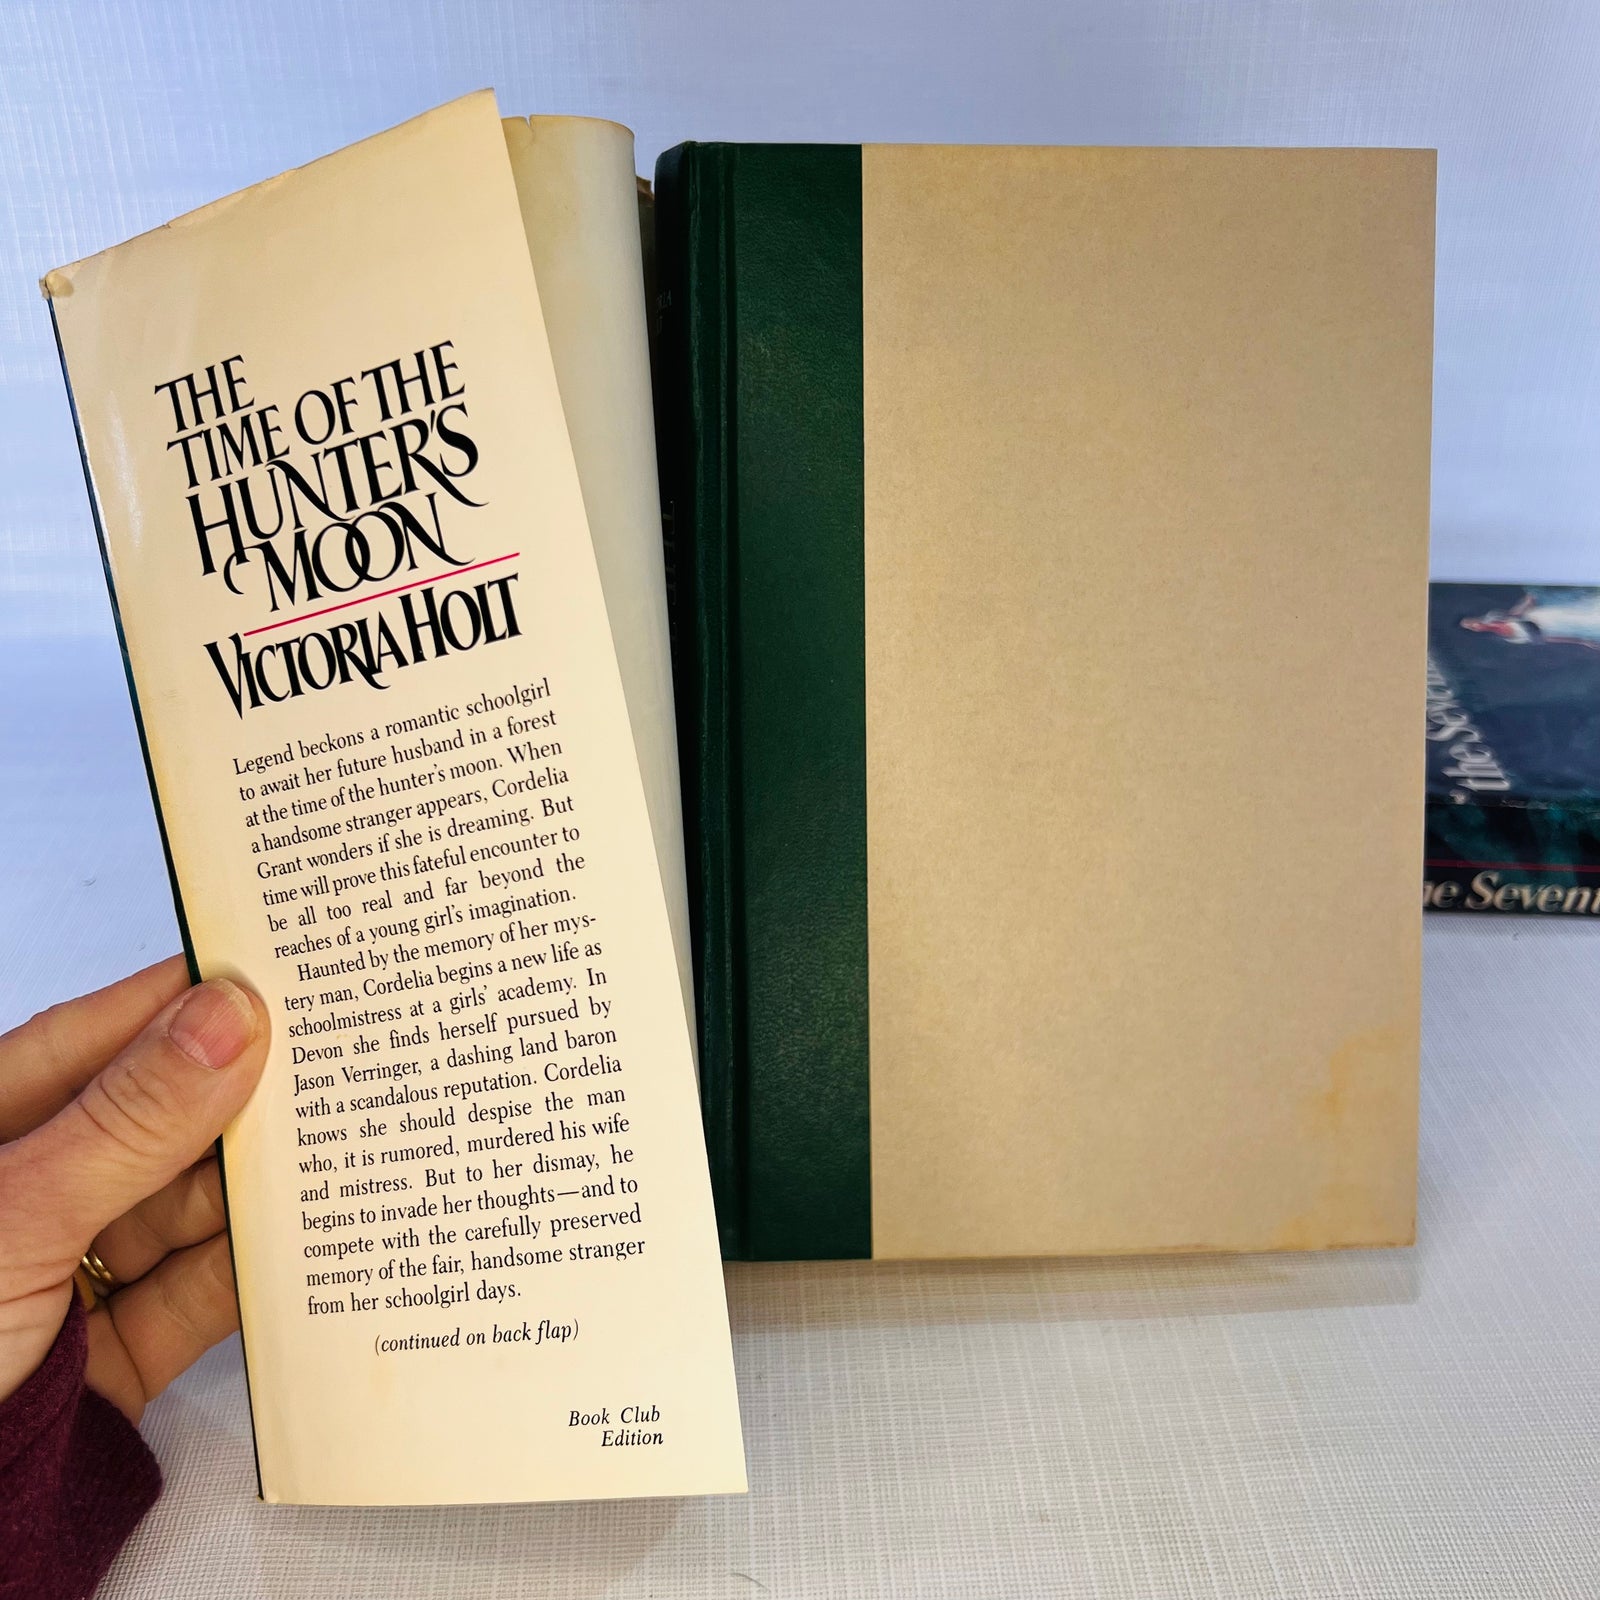 THE
TIME OF THE
HUNTER'S
MOON
VICTORIA HOLT
Legend beckons a romantic schoolgirl
to await her future husband in a forest
at the time of the hunter's moon. When
a handsome stranger appears, Cordelia
Grant wonders if she is dreaming. But
time will prove this fateful encounter to
be all too real and far beyond the
reaches of a young girl's imagination.
Haunted by the memory of her mys-
tery man, Cordelia begins a new life as
schoolmistress at a girls' academy. In
Devon she finds herself pursued by
Jason Verringer, a dashing land baron
with a scandalous reputation. Cordelia
knows she should despise the man
who, it is rumored, murdered his wife
and mistress. But to her dismay, he
begins to invade her thoughts—and to
compete with the carefully preserved
memory of the fair, handsome stranger
from her schoolgirl days.
(continued on back flap)
Book Club
Edition
the Seve
he Sevent